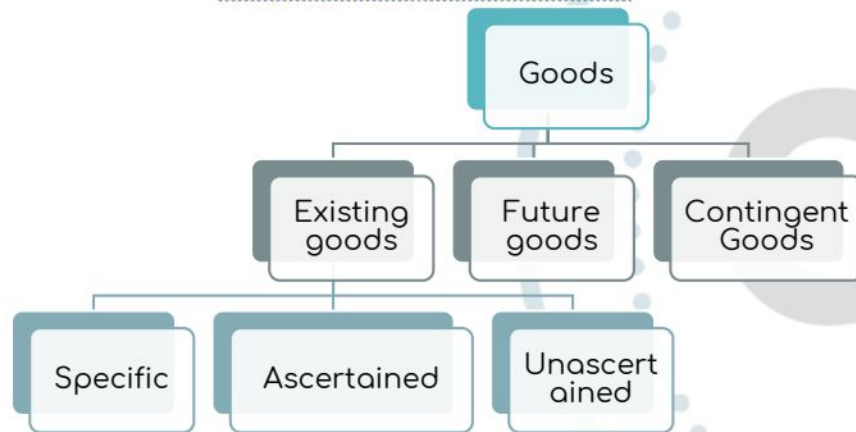 Goods
Existing
goods
Future
goods
Contingent
Goods
Specific
Ascertained
Unascert
ained